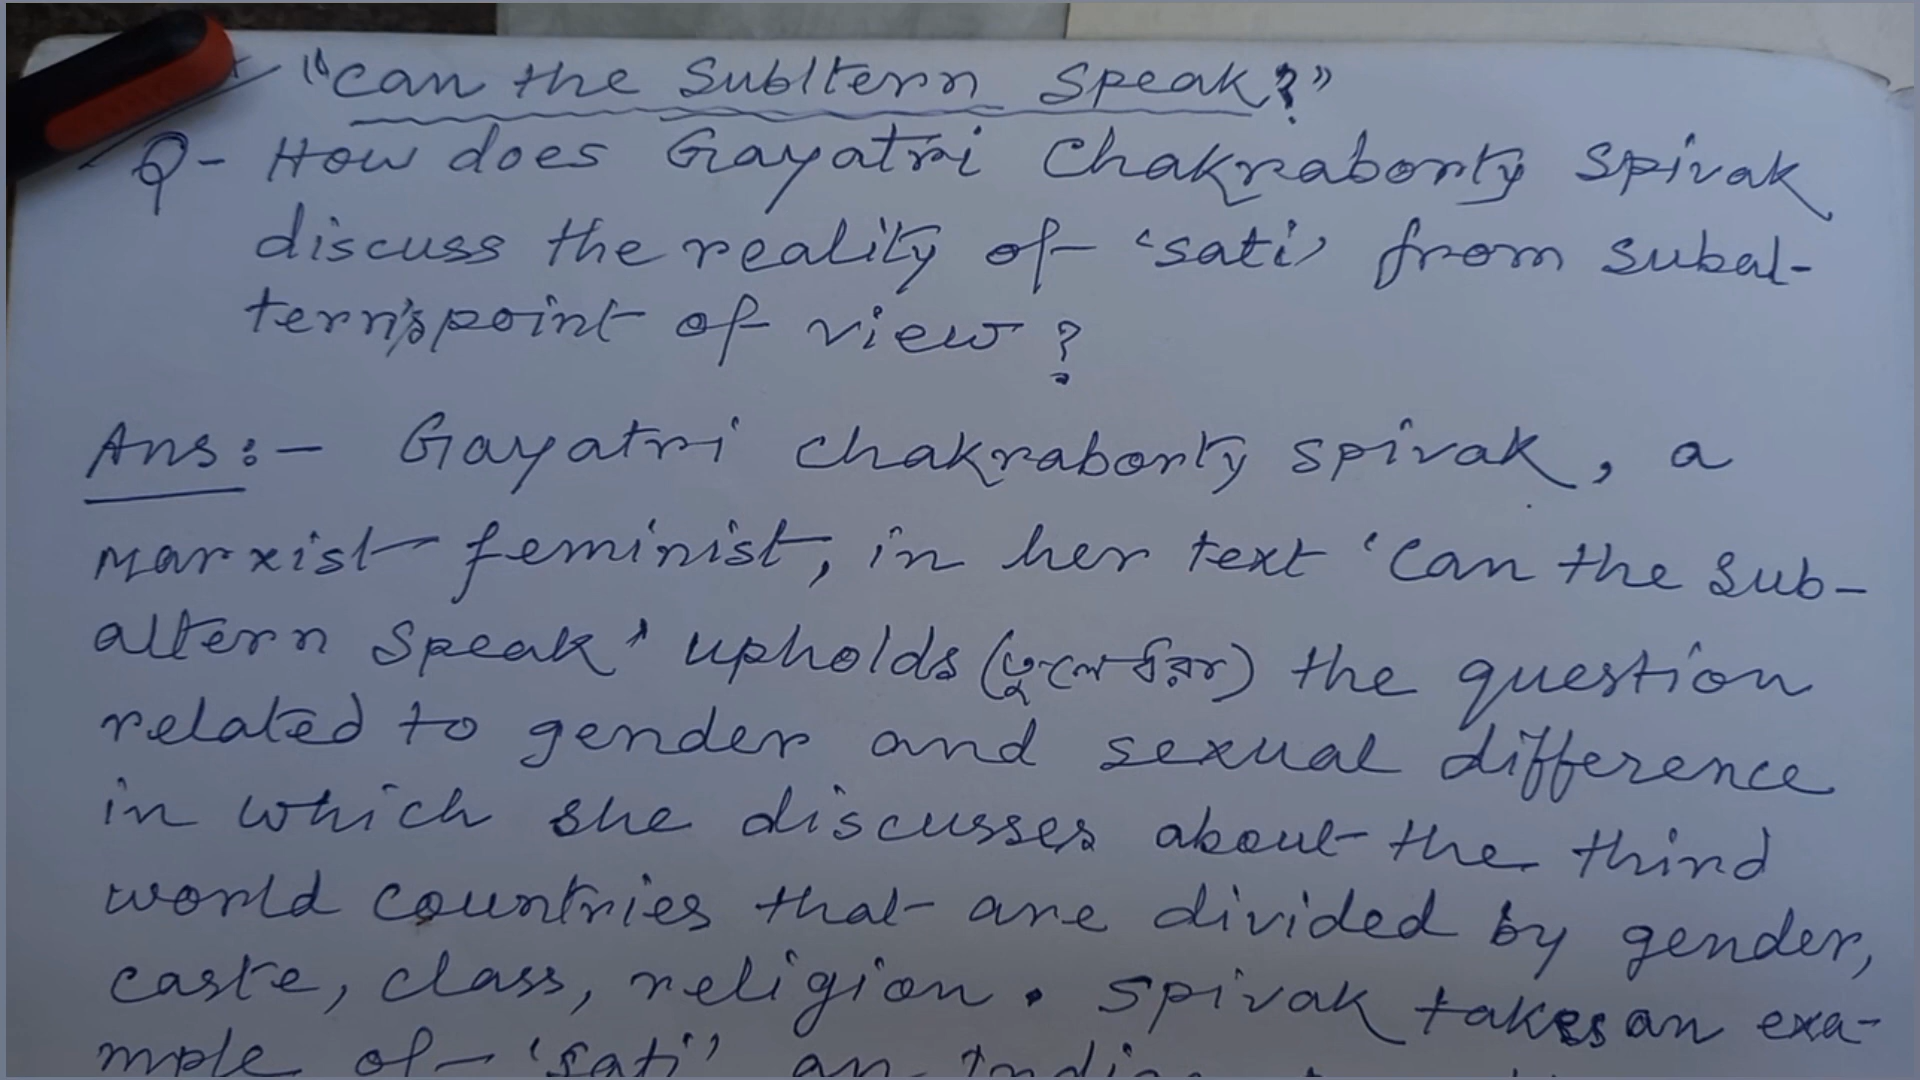 "Can the Subltern Speak?"
Q- How does Gayatri Chakraborty Spivak
discuss the reality of 'sati' from subal-
tern's point of view?
Ans:- Gayatri Chakraborty Spivak, a
Marxist feminist, in her text 'Can the Sub-
altern Speak' upholds (তুলে ধরা) the question
related to gender and sexual difference
in which she discusses about the third
world countries that are divided by gender,
caste, class, religion. Spivak takes an exa-
mple of 'sati' an